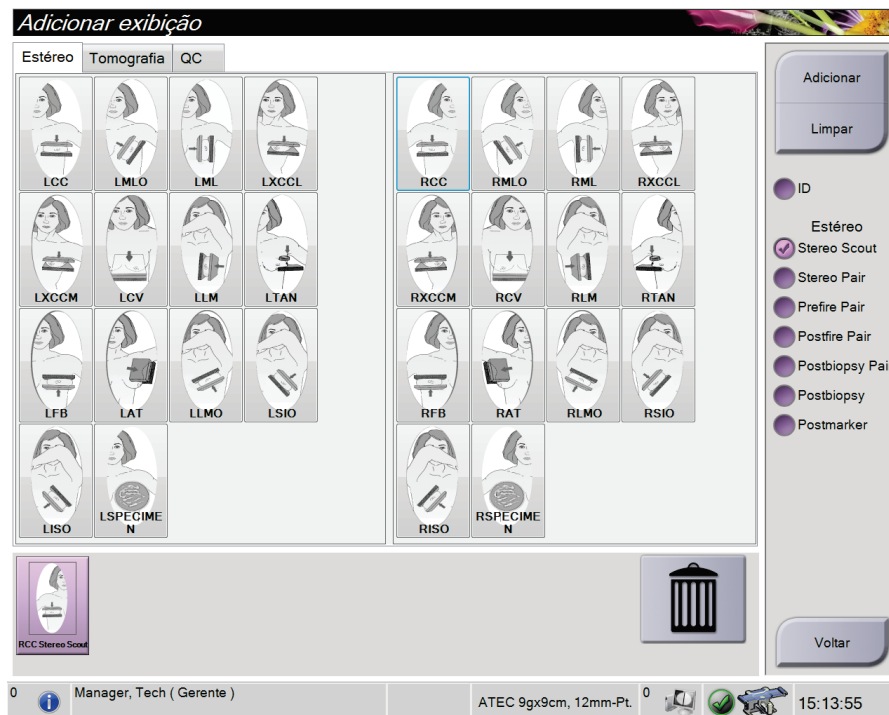 Adicionar exibição
Estéreo Tomografia QC
LCC LMLO LML LXCCL
RCC RMLO RML RXCCL
LXCCM LCV LLM LTAN
RXCCM RCV RLM RTAN
LFB LAT LLMO LSIO
RFB RAT RLMO RSIO
LISO LSPECIME
N
RISO RSPECIME
N
Adicionar
Limpar
ID
Estéreo
Stereo Scout
Stereo Pair
Prefire Pair
Postfire Pair
Postbiopsy Pai
Postbiopsy
Postmarker
RCC Stereo Scout
Voltar
0 Manager, Tech ( Gerente ) ATEC 9gx9cm, 12mm-Pt. 0 15:13:55